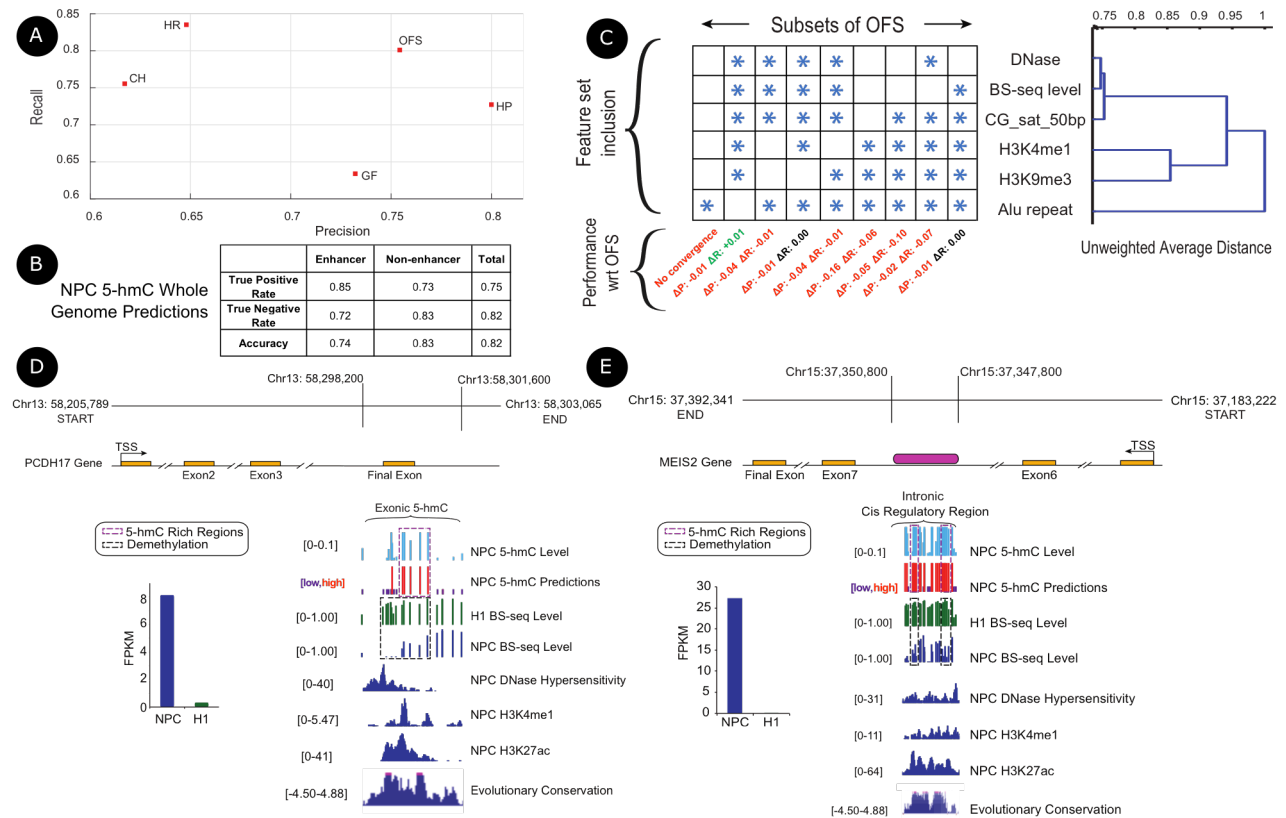 A
0.85
0.8
0.75
0.7
0.65
0.6
Recall
HR
OFS
CH
HP
GF
0.6 0.65 0.7 0.75 0.8
Precision
B
NPC 5-hmC Whole
Genome Predictions
Enhancer Non-enhancer Total
True Positive
Rate
0.85 0.73 0.75
True Negative
Rate
0.72 0.83 0.82
Accuracy 0.74 0.83 0.82
C
Subsets of OFS
Feature set
inclusion
* * * * *
* * * * *
* * * * * * *
* * * * * *
* * * * * *
* * * * * * * *
Performance
wrt OFS
No convergence
ΔP: -0.01 ΔR: +0.01
ΔP: -0.04 ΔR: -0.01
ΔP: -0.01 ΔR: 0.00
ΔP: -0.04 ΔR: -0.01
ΔP: -0.16 ΔR: -0.06
ΔP: -0.05 ΔR: -0.10
ΔP: -0.02 ΔR: -0.07
ΔP: -0.01 ΔR: 0.00
DNase
BS-seq level
CG_sat_50bp
H3K4me1
H3K9me3
Alu repeat
0.75 0.8 0.85 0.9 0.95 1
Unweighted Average Distance
D
Chr13: 58,298,200
Chr13:58,301,600
Chr13: 58,205,789
START
Chr13: 58,303,065
END
TSS
PCDH17 Gene
Exon2 Exon3 Final Exon
Exonic 5-hmC
5-hmC Rich Regions
Demethylation
[0-0.1] NPC 5-hmC Level
[low,high] NPC 5-hmC Predictions
[0-1.00] H1 BS-seq Level
[0-1.00] NPC BS-seq Level
[0-40] NPC DNase Hypersensitivity
[0-5.47] NPC H3K4me1
[0-41] NPC H3K27ac
[-4.50-4.88] Evolutionary Conservation
FPKM
8
6
4
2
0
NPC H1
E
Chr15:37,350,800
Chr15:37,347,800
Chr15: 37,392,341
END
Chr15: 37,183,222
START
TSS
MEIS2 Gene
Final Exon Exon7 Exon6
Intronic
Cis Regulatory Region
5-hmC Rich Regions
Demethylation
[0-0.1] NPC 5-hmC Level
[low,high] NPC 5-hmC Predictions
[0-1.00] H1 BS-seq Level
[0-1.00] NPC BS-seq Level
[0-31] NPC DNase Hypersensitivity
[0-11] NPC H3K4me1
[0-64] NPC H3K27ac
[-4.50-4.88] Evolutionary Conservation
FPKM
30
25
20
15
10
5
0
NPC H1